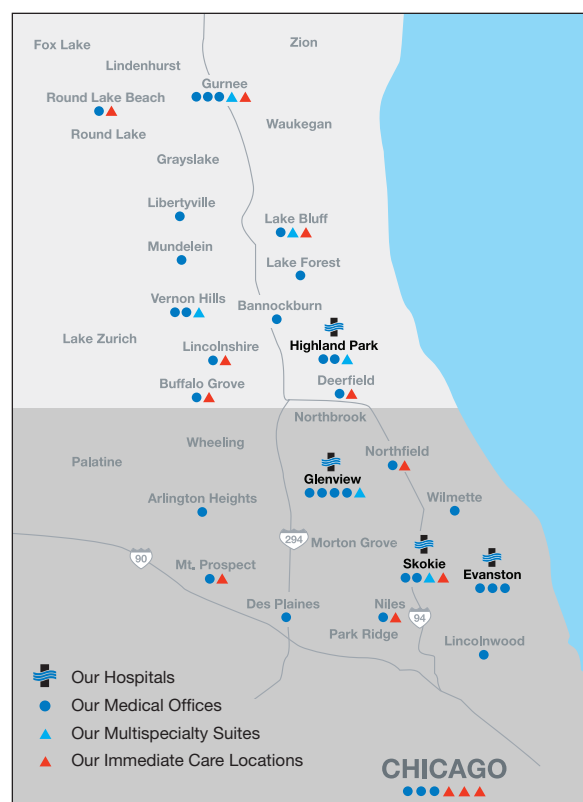 Zion
Fox Lake
Lindenhurst
Gurnee
Round Lake Beach
Waukegan
Round Lake
Grayslake
Libertyville
Lake Bluff
Mundelein
Lake Forest
Vernon Hills
Bannockburn
Lake Zurich
Highland Park
Lincolnshire
Buffalo Grove
Deerfield
Northbrook
Wheeling
Northfield
Palatine
Glenview
Arlington Heights
Wilmette
294
Morton Grove
90
Mt. Prospect
Skokie
Evanston
Des Plaines
Niles
94
Park Ridge
Lincolnwood
Our Hospitals
Our Medical Offices
Our Multispecialty Suites
Our Immediate Care Locations
CHICAGO